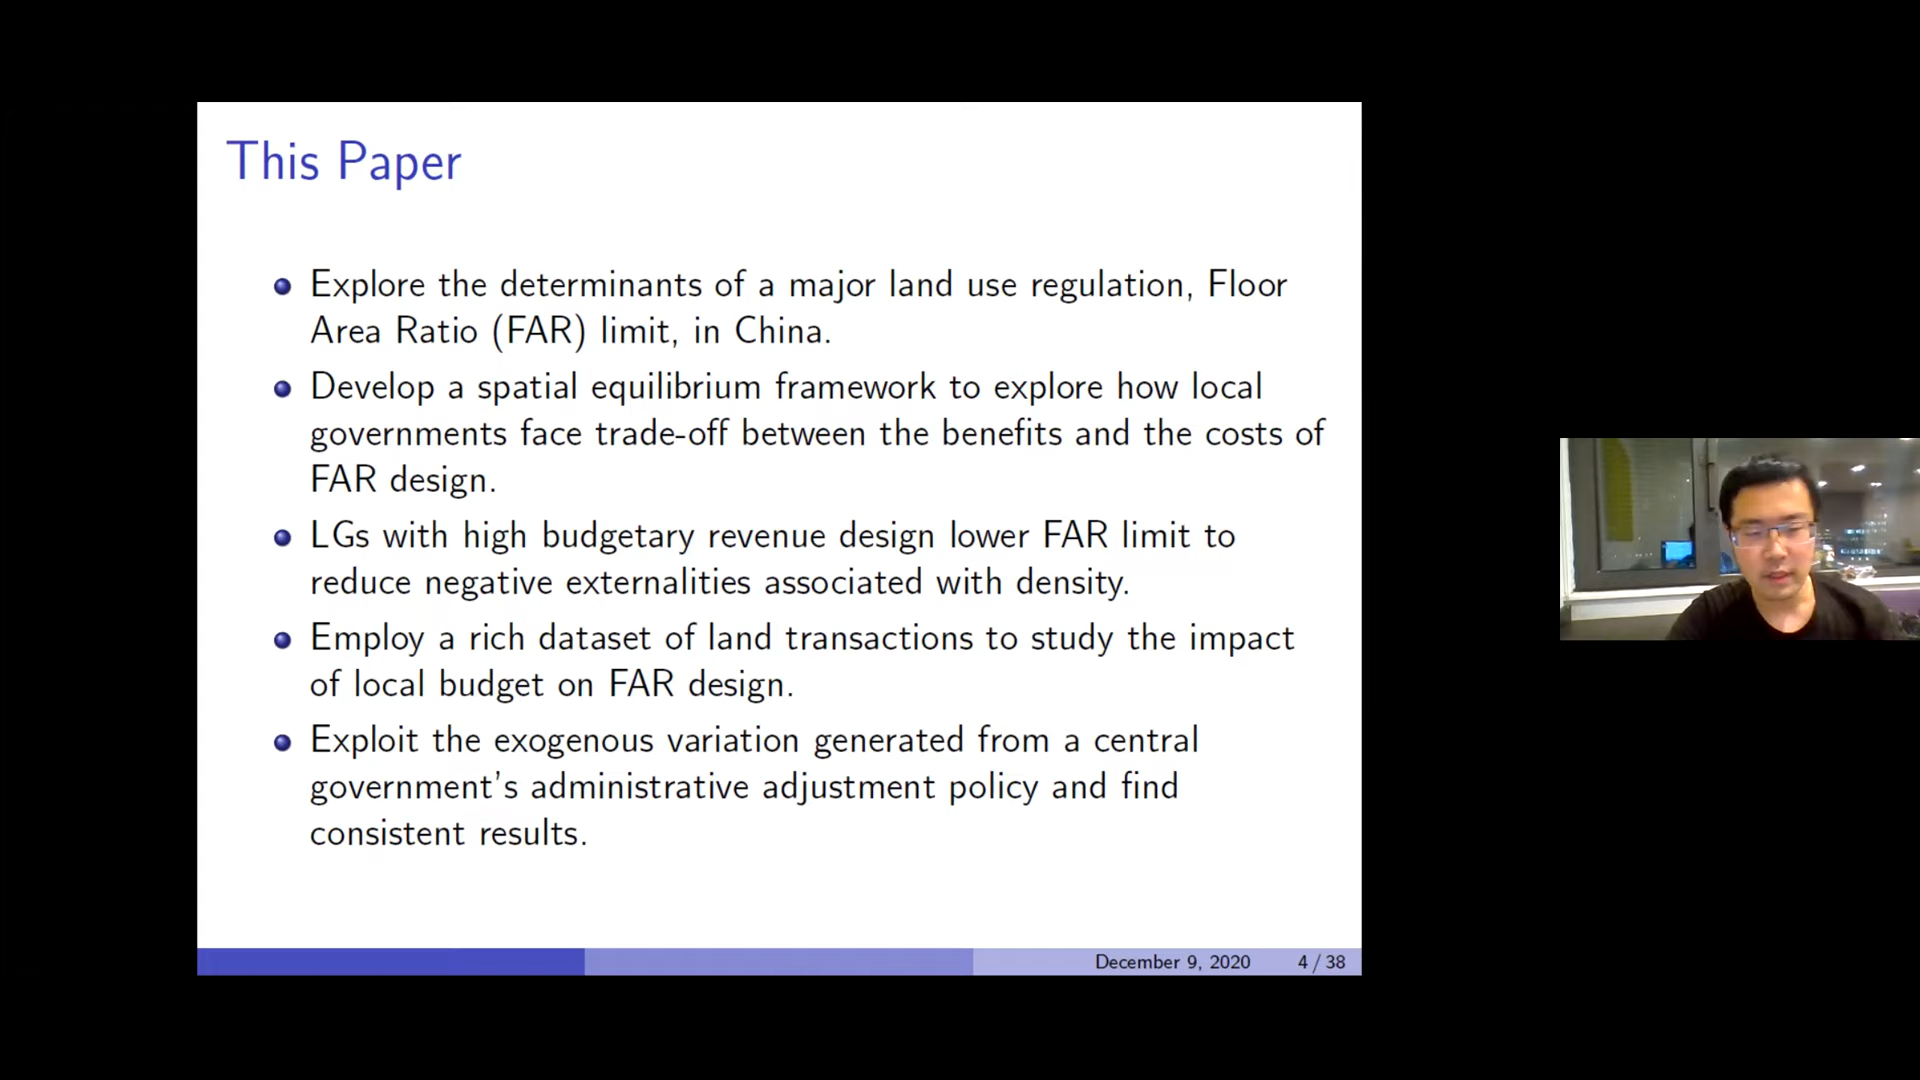 This Paper
Explore the determinants of a major land use regulation, Floor
Area Ratio (FAR) limit, in China.
Develop a spatial equilibrium framework to explore how local
governments face trade-off between the benefits and the costs of
FAR design.
LGs with high budgetary revenue design lower FAR limit to
reduce negative externalities associated with density.
Employ a rich dataset of land transactions to study the impact
of local budget on FAR design.
Exploit the exogenous variation generated from a central
government's administrative adjustment policy and find
consistent results.
December 9, 2020 4 / 38